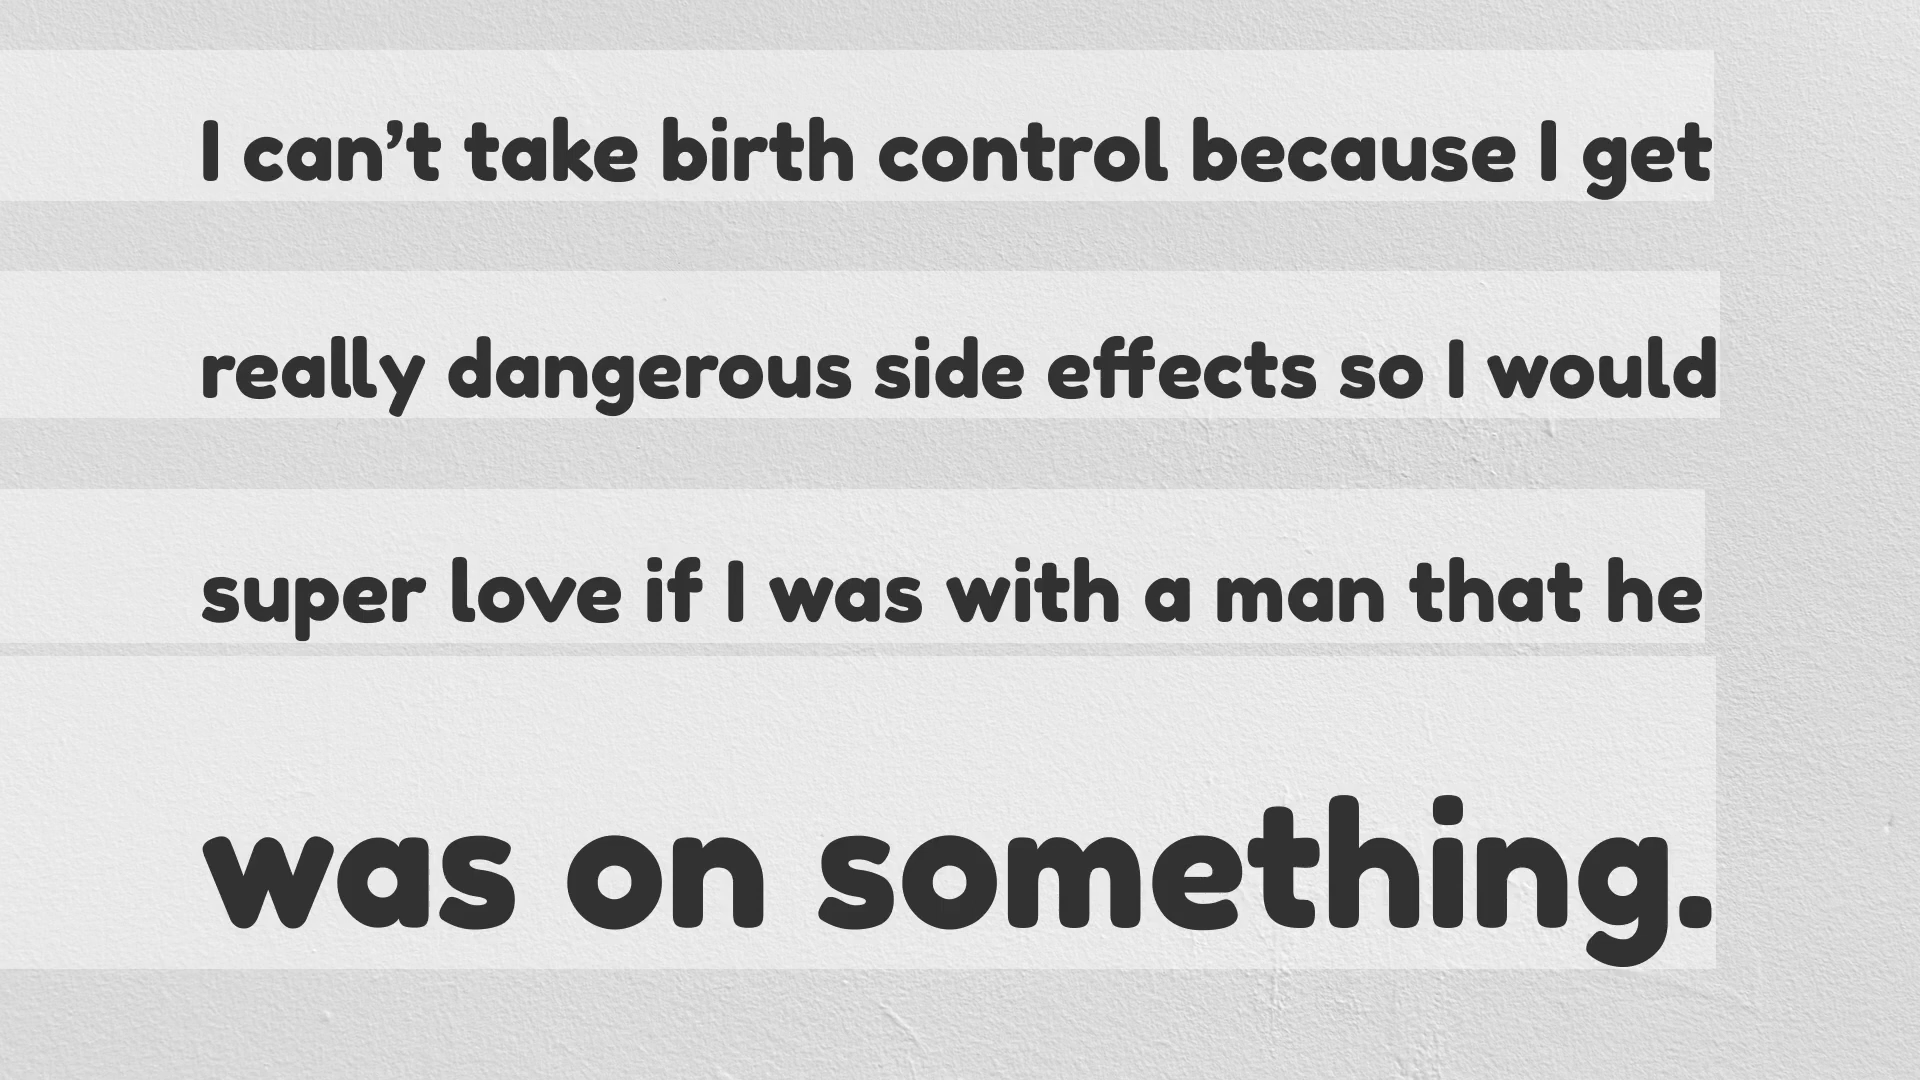 I can’t take birth control because I get
really dangerous side effects so I would
super love if I was with a man that he
was on something.